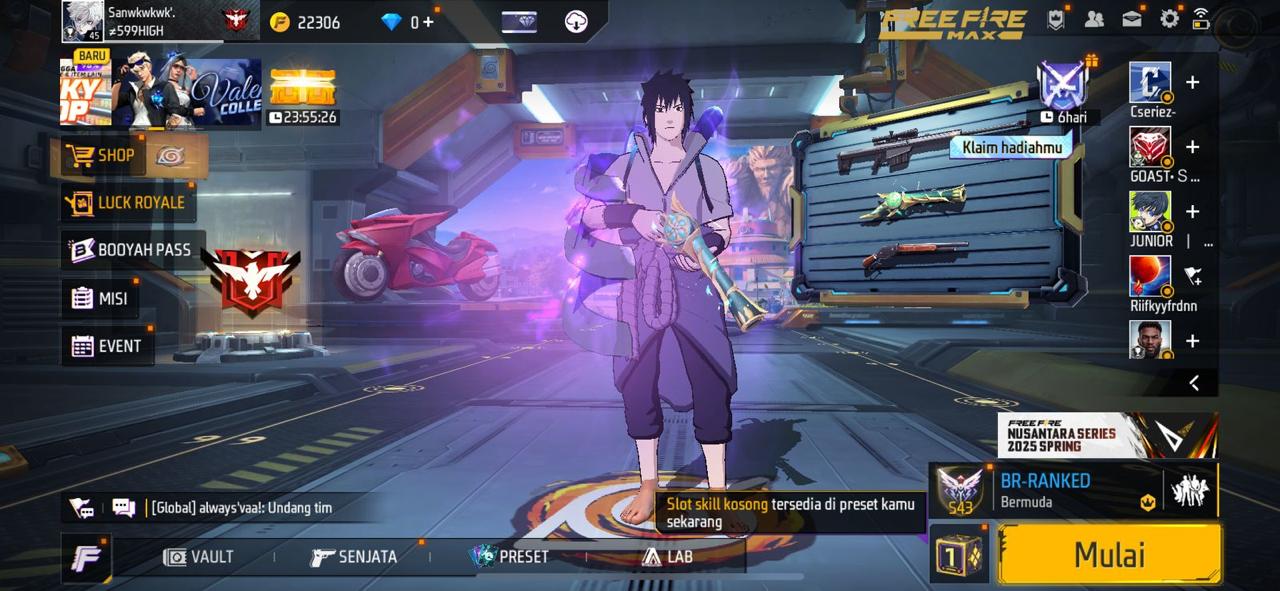 Sanwkwkwk'.
≠599HIGH
45
22306
0 +
FREE FIRE
MAX
BARU
Vale
COLLE
23:55:26
SHOP
LUCK ROYALE
BOOYAH PASS
MISI
EVENT
6hari
Klaim hadiahmu
Cseriez-
GOAST• S ...
JUNIOR | ...
Riifkyyfrdnn
FREE FIRE
NUSANTARA SERIES
2025 SPRING
BR-RANKED
Bermuda
S43
[Global] always'vaa!: Undang tim
Slot skill kosong tersedia di preset kamu
sekarang
VAULT
SENJATA
PRESET
LAB
1
Mulai